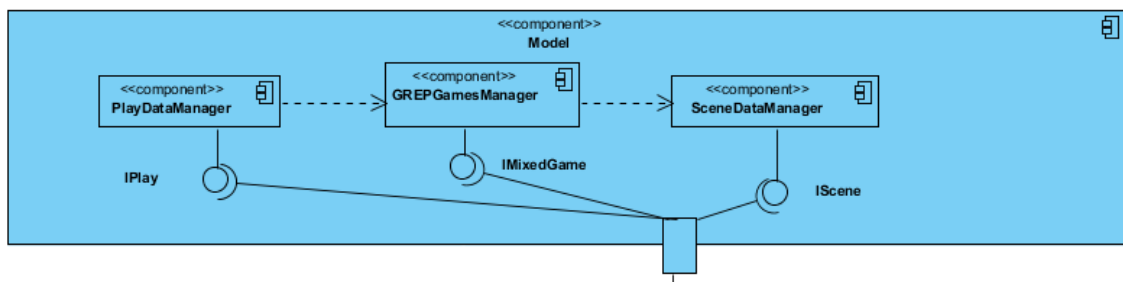 <<component>>
Model
<<component>>
PlayDataManager
<<component>>
GREPGamesManager
<<component>>
SceneDataManager
IPlay
IMixedGame
IScene